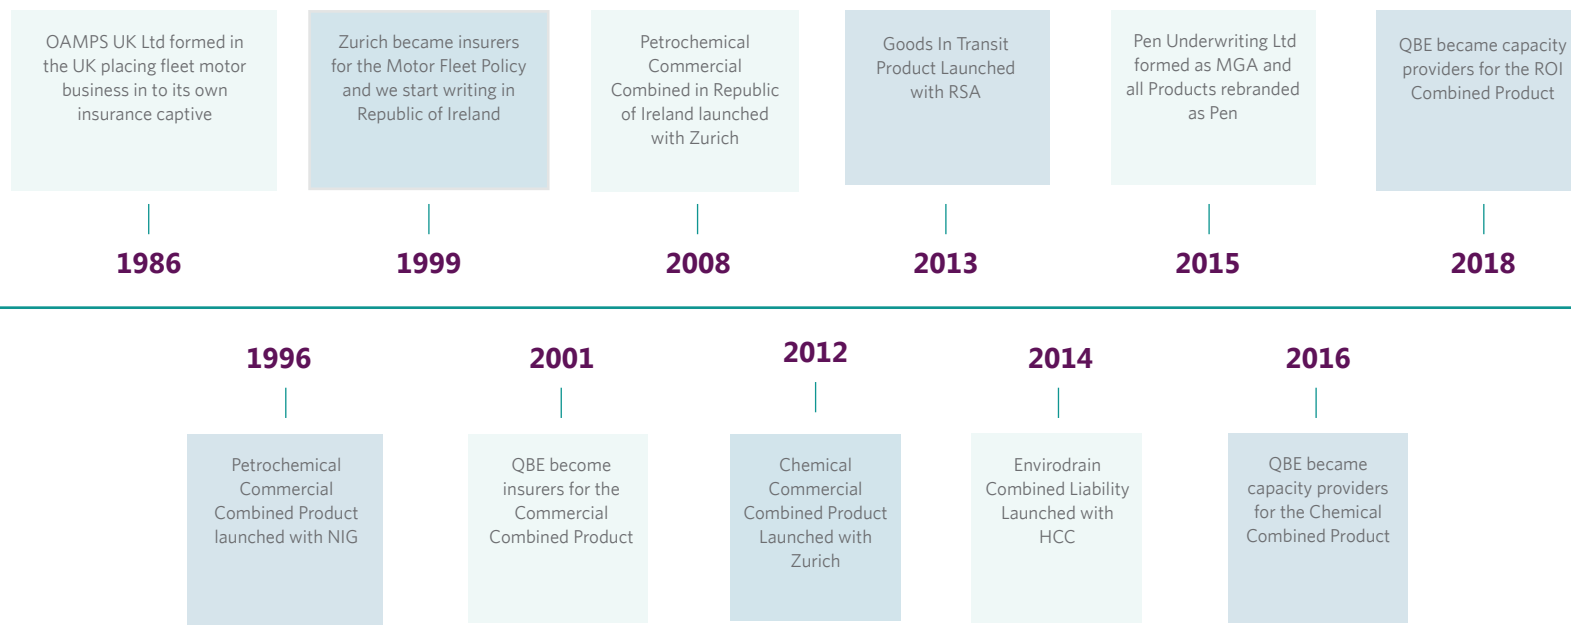 OAMPS UK Ltd formed in
the UK placing fleet motor
business in to its own
insurance captive
1986
Zurich became insurers
for the Motor Fleet Policy
and we start writing in
Republic of Ireland
1999
Petrochemical
Commercial
Combined in Republic
of Ireland launched
with Zurich
2008
Goods In Transit
Product Launched
with RSA
2013
Pen Underwriting Ltd
formed as MGA and
all Products rebranded
as Pen
2015
QBE became capacity
providers for the ROI
Combined Product
2018
1996
Petrochemical
Commercial
Combined Product
launched with NIG
2001
QBE become
insurers for the
Commercial
Combined Product
2012
Chemical
Commercial
Combined Product
Launched with
Zurich
2014
Envirodrain
Combined Liability
Launched with
HCC
2016
QBE became
capacity providers
for the Chemical
Combined Product